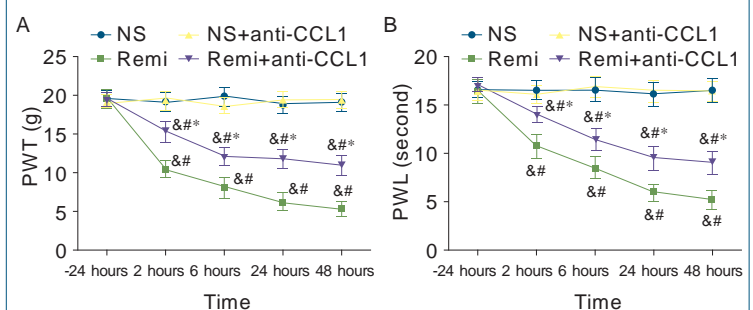 A
NS NS+anti-CCL1
Remi Remi+anti-CCL1
25
20
15
10
5
0
PWT (g)
&#*
&#*
&#*
&#*
&#
&#
&#
&#
-24 hours 2 hours 6 hours 24 hours 48 hours
Time
B
NS NS+anti-CCL1
Remi Remi+anti-CCL1
20
15
10
5
0
PWL (second)
&#*
&#*
&#*
&#*
&#
&#
&#
&#
-24 hours 2 hours 6 hours 24 hours 48 hours
Time